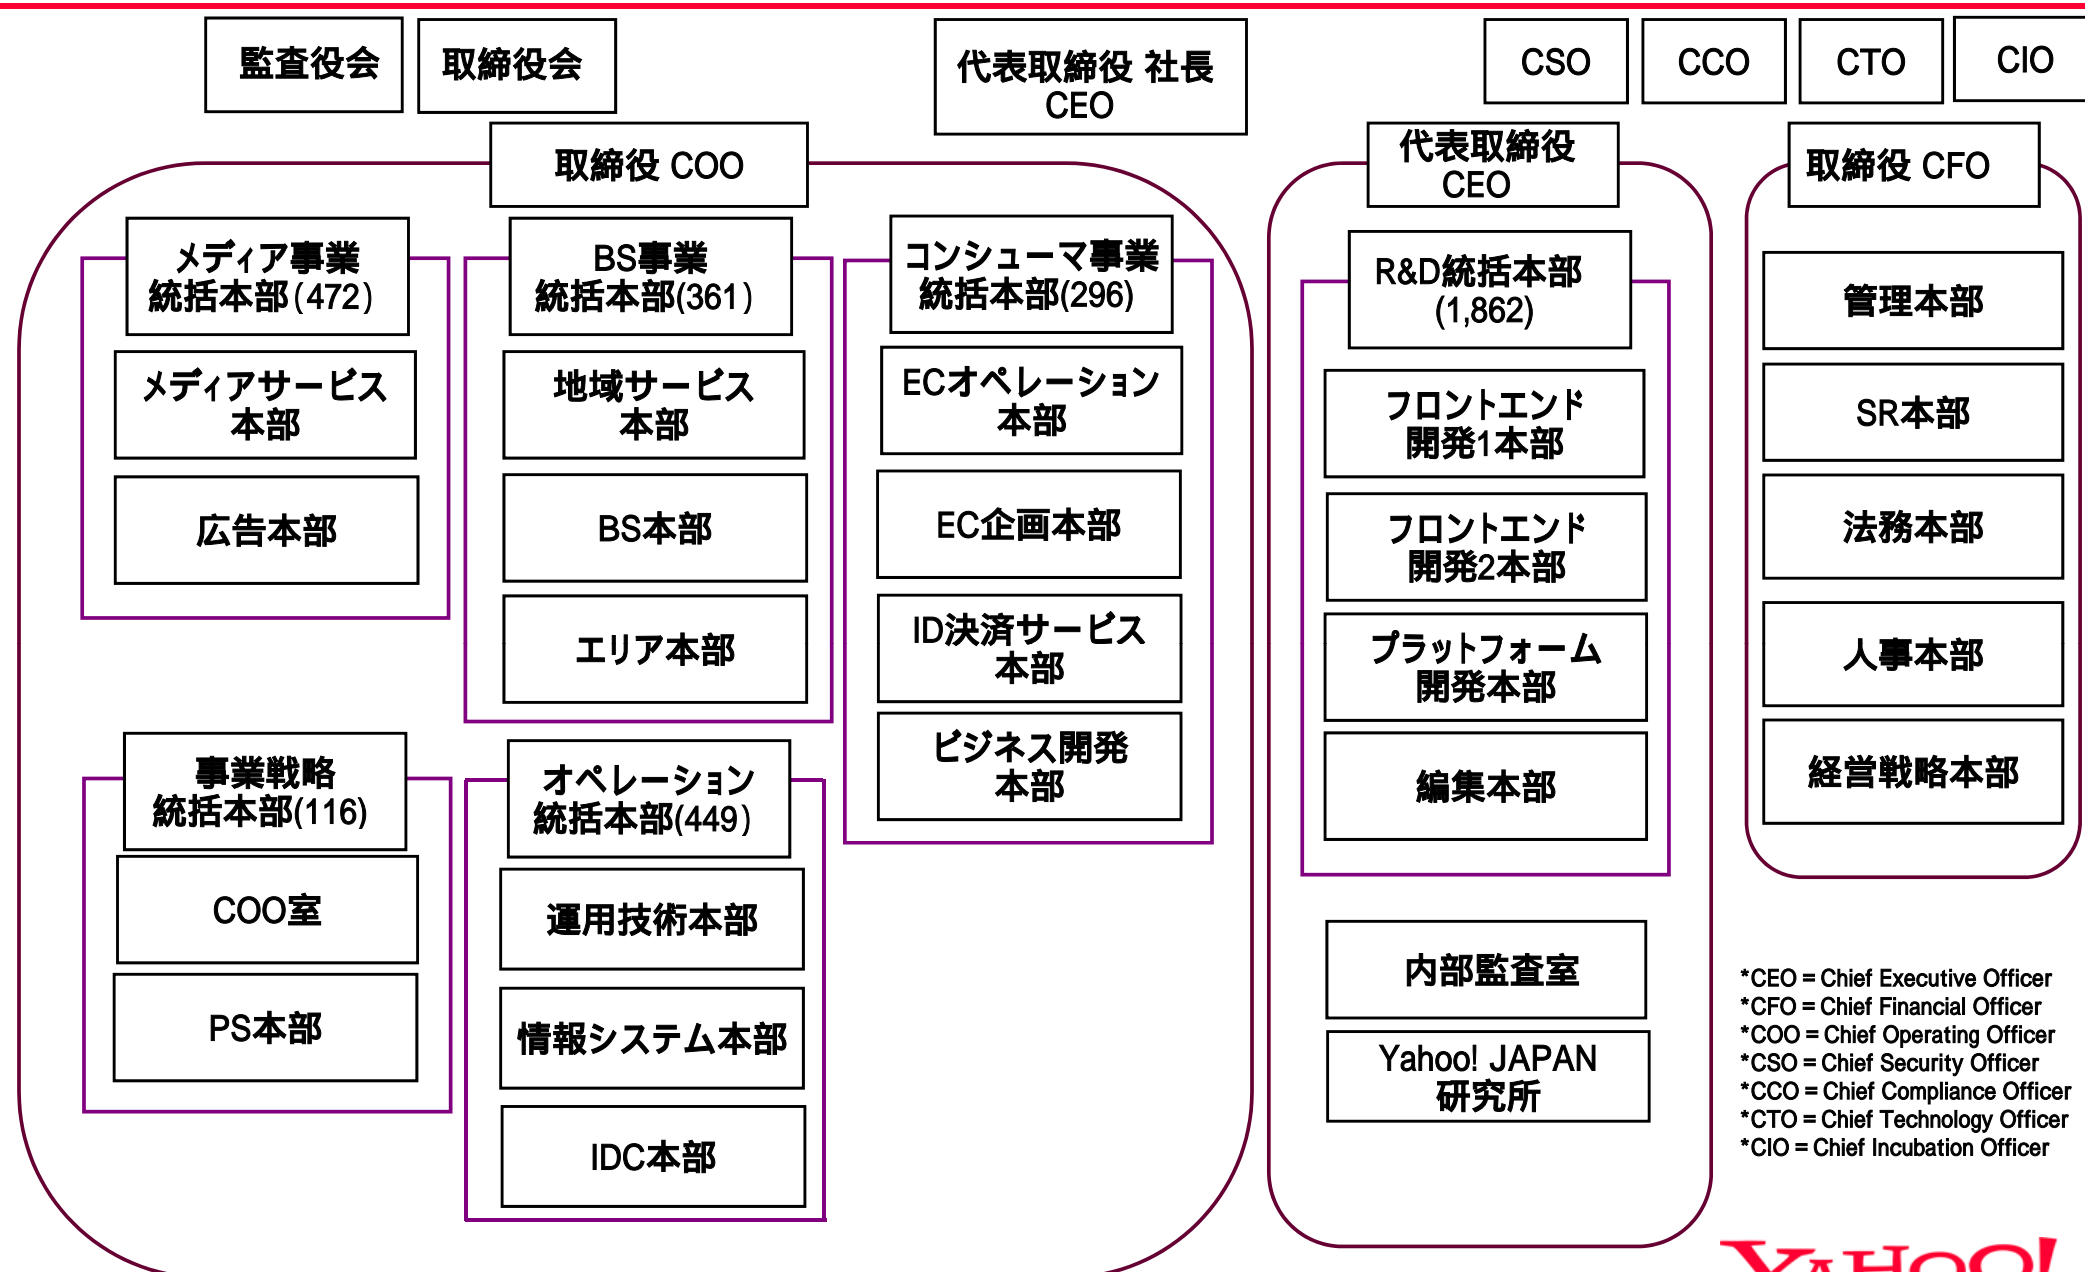 監査役会
取締役会
代表取締役 社長
CEO
CSO
CCO
CTO
CIO
取締役 COO
メディア事業
統括本部(472)
メディアサービス
本部
広告本部
BS事業
統括本部(361)
地域サービス
本部
BS本部
エリア本部
コンシューマ事業
統括本部(296)
ECオペレーション
本部
EC企画本部
ID決済サービス
本部
ビジネス開発
本部
事業戦略
統括本部(116)
COO室
PS本部
オペレーション
統括本部(449)
運用技術本部
情報システム本部
IDC本部
代表取締役
CEO
R&D統括本部
(1,862)
フロントエンド
開発1本部
フロントエンド
開発2本部
プラットフォーム
開発本部
編集本部
内部監査室
Yahoo! JAPAN
研究所
取締役 CFO
管理本部
SR本部
法務本部
人事本部
経営戦略本部
*CEO = Chief Executive Officer
*CFO = Chief Financial Officer
*COO = Chief Operating Officer
*CSO = Chief Security Officer
*CCO = Chief Compliance Officer
*CTO = Chief Technology Officer
*CIO = Chief Incubation Officer
YAHOO!